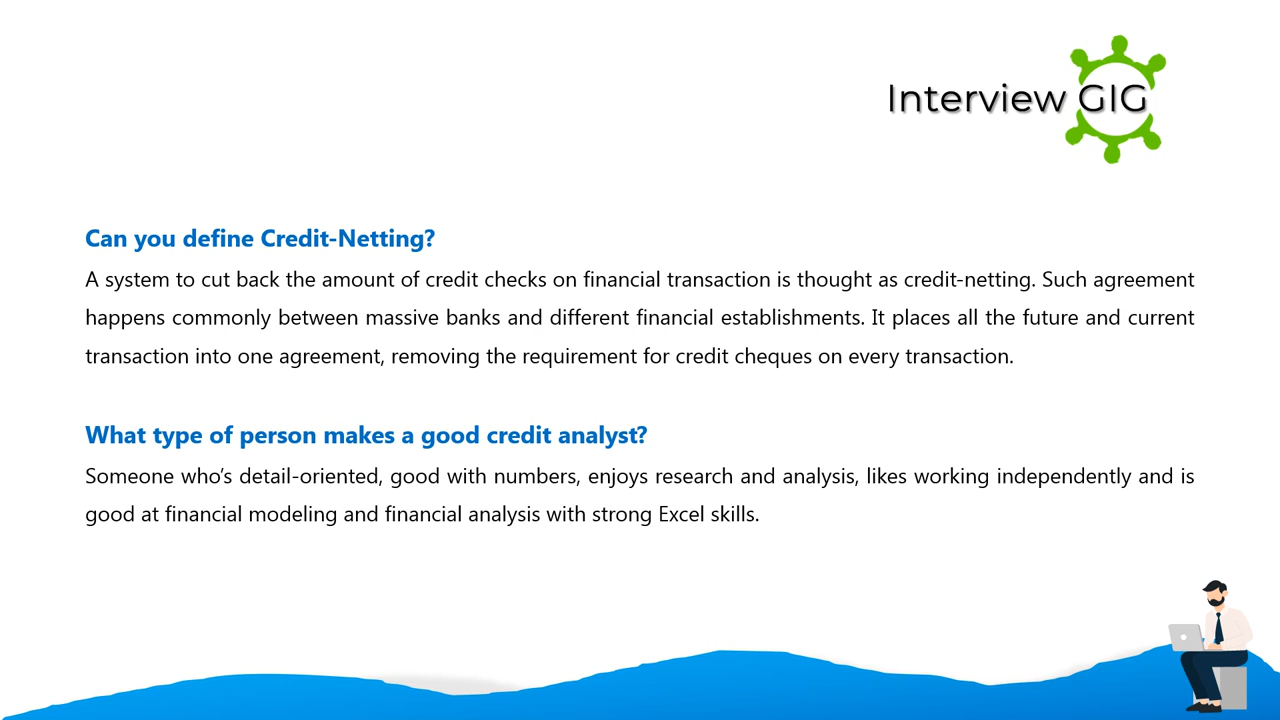 Interview GIG
Can you define Credit-Netting?
A system to cut back the amount of credit checks on financial transaction is thought as credit-netting. Such agreement
happens commonly between massive banks and different financial establishments. It places all the future and current
transaction into one agreement, removing the requirement for credit cheques on every transaction.
What type of person makes a good credit analyst?
Someone who's detail-oriented, good with numbers, enjoys research and analysis, likes working independently and is
good at financial modeling and financial analysis with strong Excel skills.